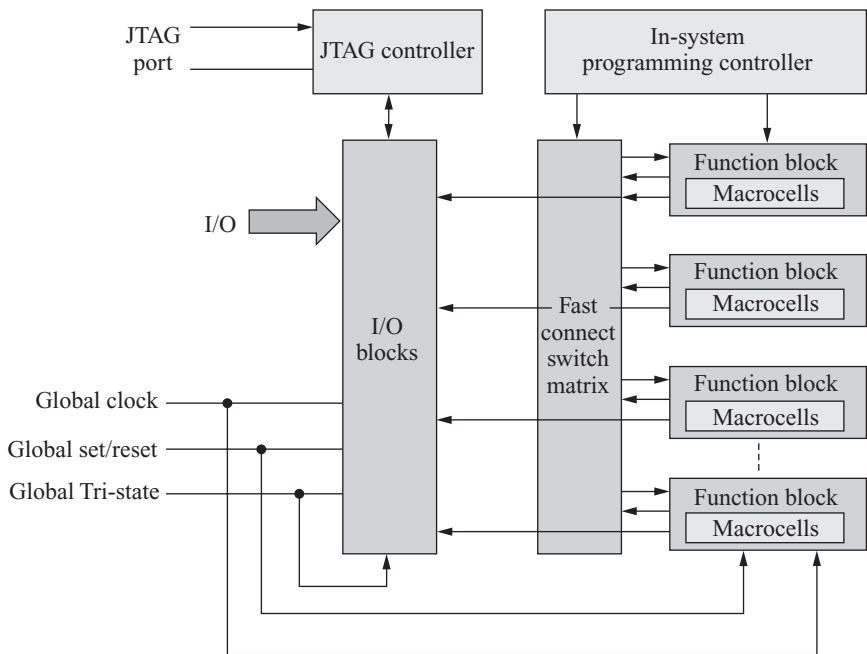 JTAG
port
JTAG controller
In-system
programming controller
Function block
Macrocells
I/O
Function block
Macrocells
I/O
blocks
Fast
connect
switch
matrix
Function block
Macrocells
Global clock
Global set/reset
Global Tri-state
Function block
Macrocells